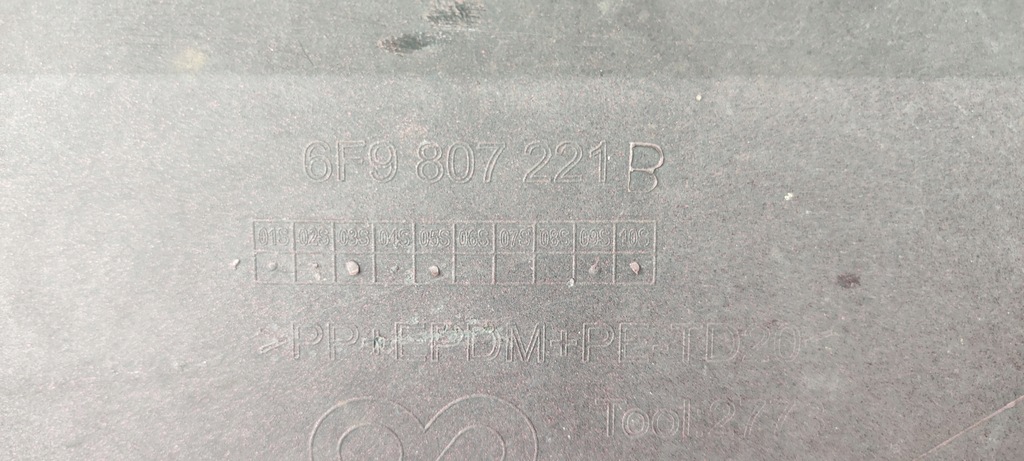 6F9 807 221 B
01S 02S 03S 04S 05S 06S 07S 08S 09S 10S
>PP+EPDM+PE-TD20<
Tool 277